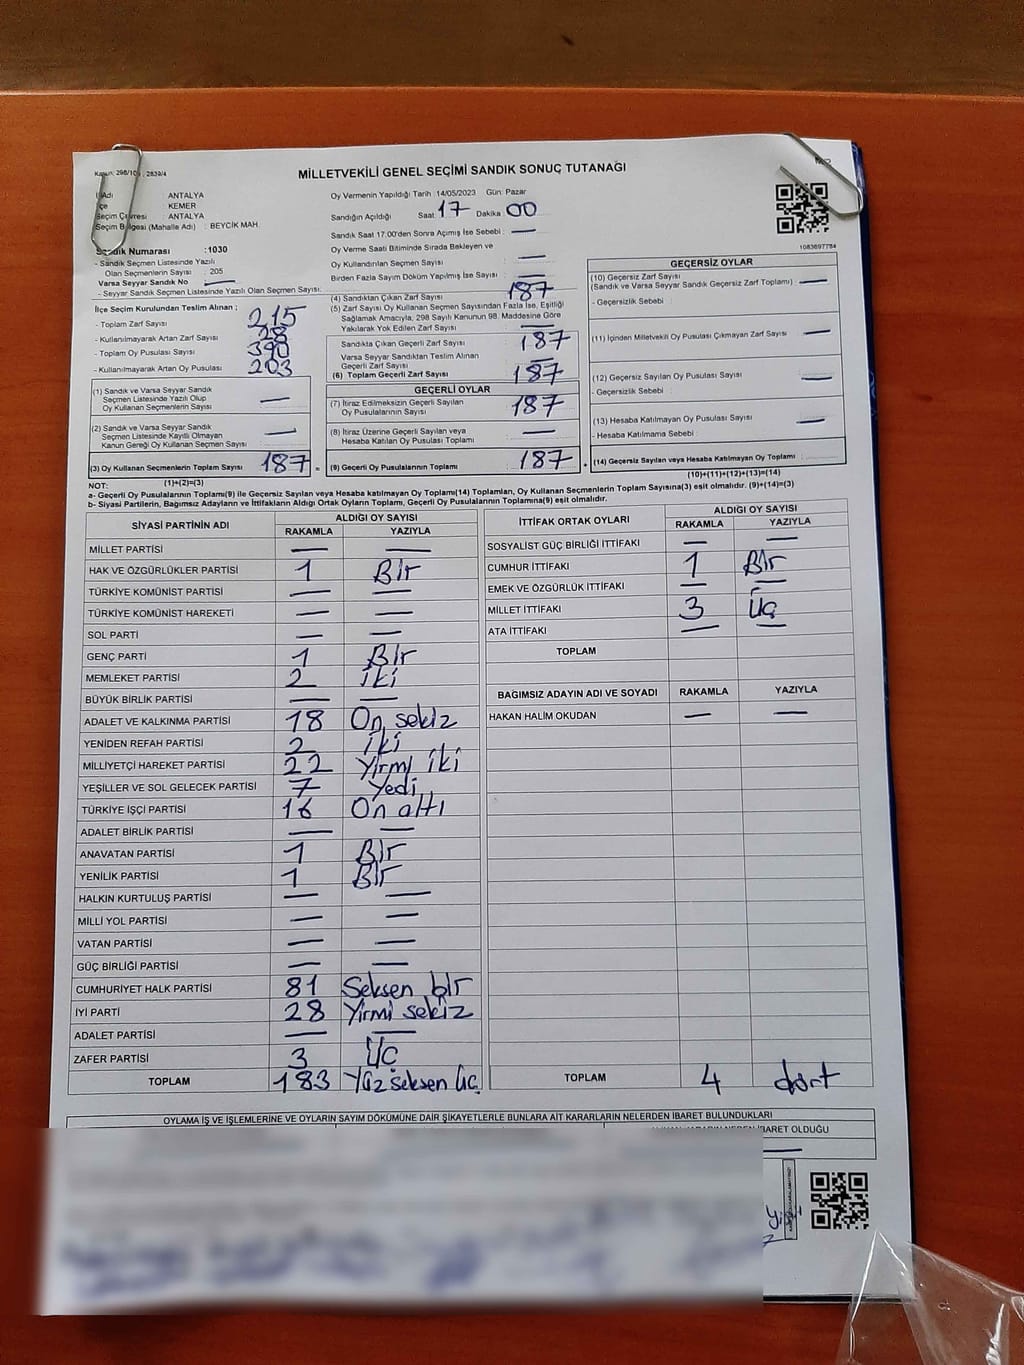 Kanun: 298/105, 2839/4
MİLLETVEKİLİ GENEL SEÇİMİ SANDIK SONUÇ TUTANAĞI
İl Adı ANTALYA
İlçe KEMER
Seçim Çevresi : ANTALYA
Seçim Bölgesi (Mahalle Adı) : BEYCİK MAH.
Sandık Numarası :1030
- Sandık Seçmen Listesinde Yazılı
Olan Seçmenlerin Sayısı : 205
Varsa Seyyar Sandık No —
- Seyyar Sandık Seçmen Listesinde Yazılı Olan Seçmen Sayısı:
Oy Vermenin Yapıldığı Tarih :14/05/2023 Gün: Pazar
Sandığın Açıldığı Saat 17 Dakika 00
Sandık Saat 17.00'den Sonra Açılmış İse Sebebi : —
Oy Verme Saati Bitiminde Sırada Bekleyen ve
Oy Kullandırılan Seçmen Sayısı —
Birden Fazla Sayım Döküm Yapılmış İse Sayısı : —
1083697784
İlçe Seçim Kurulundan Teslim Alınan ;
- Toplam Zarf Sayısı 215
- Kullanılmayarak Artan Zarf Sayısı 28
- Toplam Oy Pusulası Sayısı 390
- Kullanılmayarak Artan Oy Pusulası 203
(4) Sandıktan Çıkan Zarf Sayısı 187
(5) Zarf Sayısı Oy Kullanan Seçmen Sayısından Fazla İse, Eşitliği
Sağlamak Amacıyla, 298 Sayılı Kanunun 98. Maddesine Göre
Yakılarak Yok Edilen Zarf Sayısı —
Sandıkta Çıkan Geçerli Zarf Sayısı 187
Varsa Seyyar Sandıktan Teslim Alınan
Geçerli Zarf Sayısı —
(6) Toplam Geçerli Zarf Sayısı 187
GEÇERSİZ OYLAR
(10) Geçersiz Zarf Sayısı
(Sandık ve Varsa Seyyar Sandık Geçersiz Zarf Toplamı) : —
- Geçersizlik Sebebi :
(11) İçinden Milletvekili Oy Pusulası Çıkmayan Zarf Sayısı —
(12) Geçersiz Sayılan Oy Pusulası Sayısı —
- Geçersizlik Sebebi :
(13) Hesaba Katılmayan Oy Pusulası Sayısı —
- Hesaba Katılmama Sebebi :
(14) Geçersiz Sayılan veya Hesaba Katılmayan Oy Toplamı :
(10)+(11)+(12)+(13)=(14)
(1) Sandık ve Varsa Seyyar Sandık
Seçmen Listesinde Yazılı Olup
Oy Kullanan Seçmenlerin Sayısı —
(2) Sandık ve Varsa Seyyar Sandık
Seçmen Listesinde Kayıtlı Olmayan
Kanun Gereği Oy Kullanan Seçmen Sayısı —
(3) Oy Kullanan Seçmenlerin Toplam Sayısı 187 =
(1)+(2)=(3)
GEÇERLİ OYLAR
(7) İtiraz Edilmeksizin Geçerli Sayılan
Oy Pusulalarının Sayısı 187
(8) İtiraz Üzerine Geçerli Sayılan veya
Hesaba Katılan Oy Pusulası Toplamı —
(9) Geçerli Oy Pusulalarının Toplamı : 187 +
NOT:
a- Geçerli Oy Pusulalarının Toplamı(9) ile Geçersiz Sayılan veya Hesaba katılmayan Oy Toplam(14) Toplamları, Oy Kullanan Seçmenlerin Toplam Sayısına(3) eşit olmalıdır. (9)+(14)=(3)
b- Siyasi Partilerin, Bağımsız Adayların ve İttifakların Aldığı Ortak Oyların Toplamı, Geçerli Oy Pusulalarının Toplamına(9) eşit olmalıdır.
SİYASİ PARTİNİN ADI ALDIĞI OY SAYISI
RAKAMLA YAZIYLA
MİLLET PARTİSİ — —
HAK VE ÖZGÜRLÜKLER PARTİSİ 1 Bir
TÜRKİYE KOMÜNİST PARTİSİ — —
TÜRKİYE KOMÜNİST HAREKETİ — —
SOL PARTİ — —
GENÇ PARTİ 1 Bir
MEMLEKET PARTİSİ 2 iki
BÜYÜK BİRLİK PARTİSİ — —
ADALET VE KALKINMA PARTİSİ 18 On sekiz
YENİDEN REFAH PARTİSİ 2 iki
MİLLİYETÇİ HAREKET PARTİSİ 22 Yirmi iki
YEŞİLLER VE SOL GELECEK PARTİSİ 7 Yedi
TÜRKİYE İŞÇİ PARTİSİ 16 On altı
ADALET BİRLİK PARTİSİ — —
ANAVATAN PARTİSİ 1 Bir
YENİLİK PARTİSİ 1 Bir
HALKIN KURTULUŞ PARTİSİ — —
MİLLİ YOL PARTİSİ — —
VATAN PARTİSİ — —
GÜÇ BİRLİĞİ PARTİSİ — —
CUMHURİYET HALK PARTİSİ 81 Seksen bir
İYİ PARTİ 28 Yirmi sekiz
ADALET PARTİSİ — —
ZAFER PARTİSİ 3 Üç
TOPLAM 183 Yüz seksen üç
İTTİFAK ORTAK OYLARI ALDIĞI OY SAYISI
RAKAMLA YAZIYLA
SOSYALİST GÜÇ BİRLİĞİ İTTİFAKI — —
CUMHUR İTTİFAKI 1 Bir
EMEK VE ÖZGÜRLÜK İTTİFAKI — —
MİLLET İTTİFAKI 3 Üç
ATA İTTİFAKI — —
TOPLAM
BAĞIMSIZ ADAYIN ADI VE SOYADI RAKAMLA YAZIYLA
HAKAN HALİM OKUDAN — —
TOPLAM 4 dört
OYLAMA İŞ VE İŞLEMLERİNE VE OYLARIN SAYIM DÖKÜMÜNE DAİR ŞİKAYETLERLE BUNLARA AİT KARARLARIN NELERDEN İBARET BULUNDUKLARI
İBARET OLDUĞU